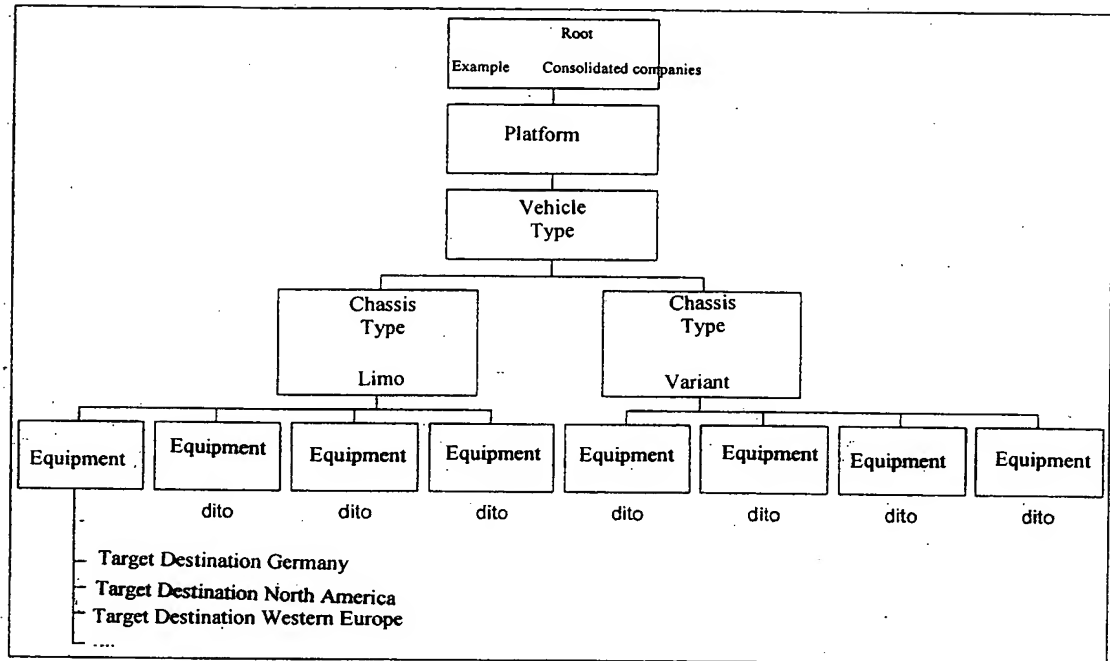 Root
Example Consolidated companies
Platform
Vehicle
Type
Chassis
Type
Limo
Chassis
Type
Variant
Equipment
Equipment
Equipment
Equipment
Equipment
Equipment
Equipment
Equipment
dito
dito
dito
dito
dito
dito
dito
Target Destination Germany
Target Destination North America
Target Destination Western Europe
....